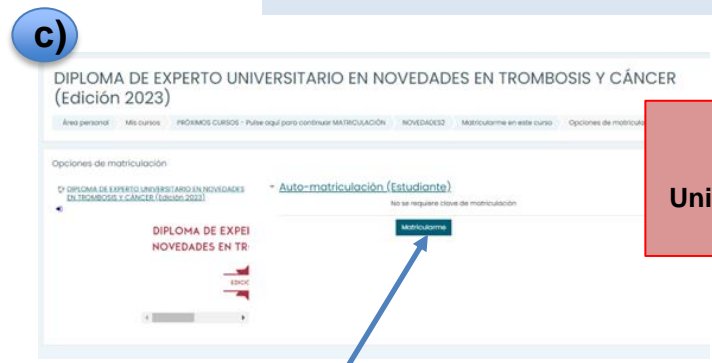 c)
DIPLOMA DE EXPERTO UNIVERSITARIO EN NOVEDADES EN TROMBOSIS Y CÁNCER
(Edición 2023)
Área personal Mis cursos PRÓXIMOS CURSOS - Pulse aquí para continuar MATRICULACIÓN NOVEDADES2 Matricularme en este curso Opciones de matricula
Opciones de matriculación
DIPLOMA DE EXPERTO UNIVERSITARIO EN NOVEDADES
EN TROMBOSIS Y CÁNCER (Edición 2023)
Auto-matriculación (Estudiante)
No se requiere clave de matriculación
Matricularme
DIPLOMA DE EXPE
NOVEDADES EN TR
EDICI
Uni